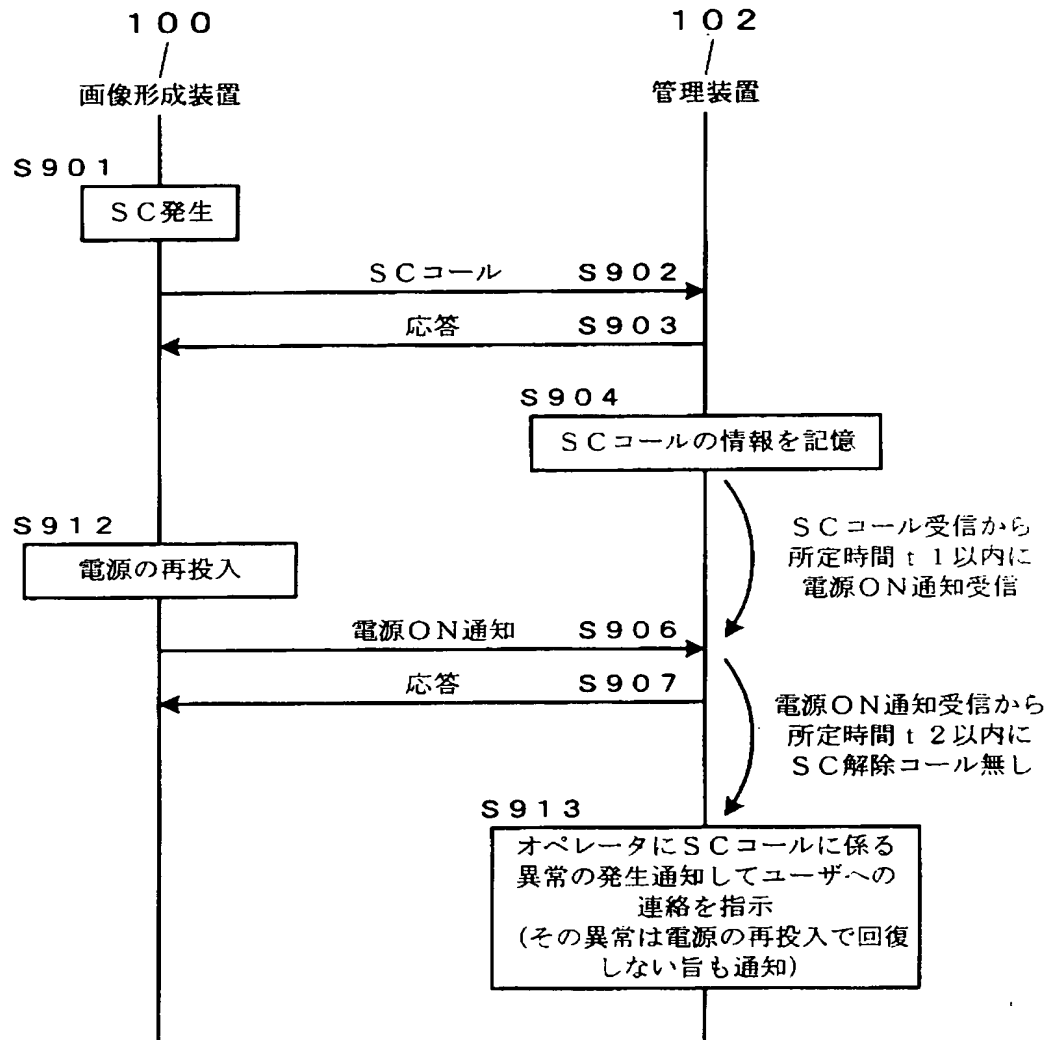 １００
１０２
画像形成装置
管理装置
Ｓ９０１
ＳＣ発生
ＳＣコール
Ｓ９０２
応答
Ｓ９０３
Ｓ９０４
ＳＣコールの情報を記憶
Ｓ９１２
電源の再投入
ＳＣコール受信から
所定時間ｔ１以内に
電源ＯＮ通知受信
電源ＯＮ通知
Ｓ９０６
応答
Ｓ９０７
電源ＯＮ通知受信から
所定時間ｔ２以内に
ＳＣ解除コール無し
Ｓ９１３
オペレータにＳＣコールに係る
異常の発生通知してユーザへの
連絡を指示
（その異常は電源の再投入で回復
しない旨も通知）